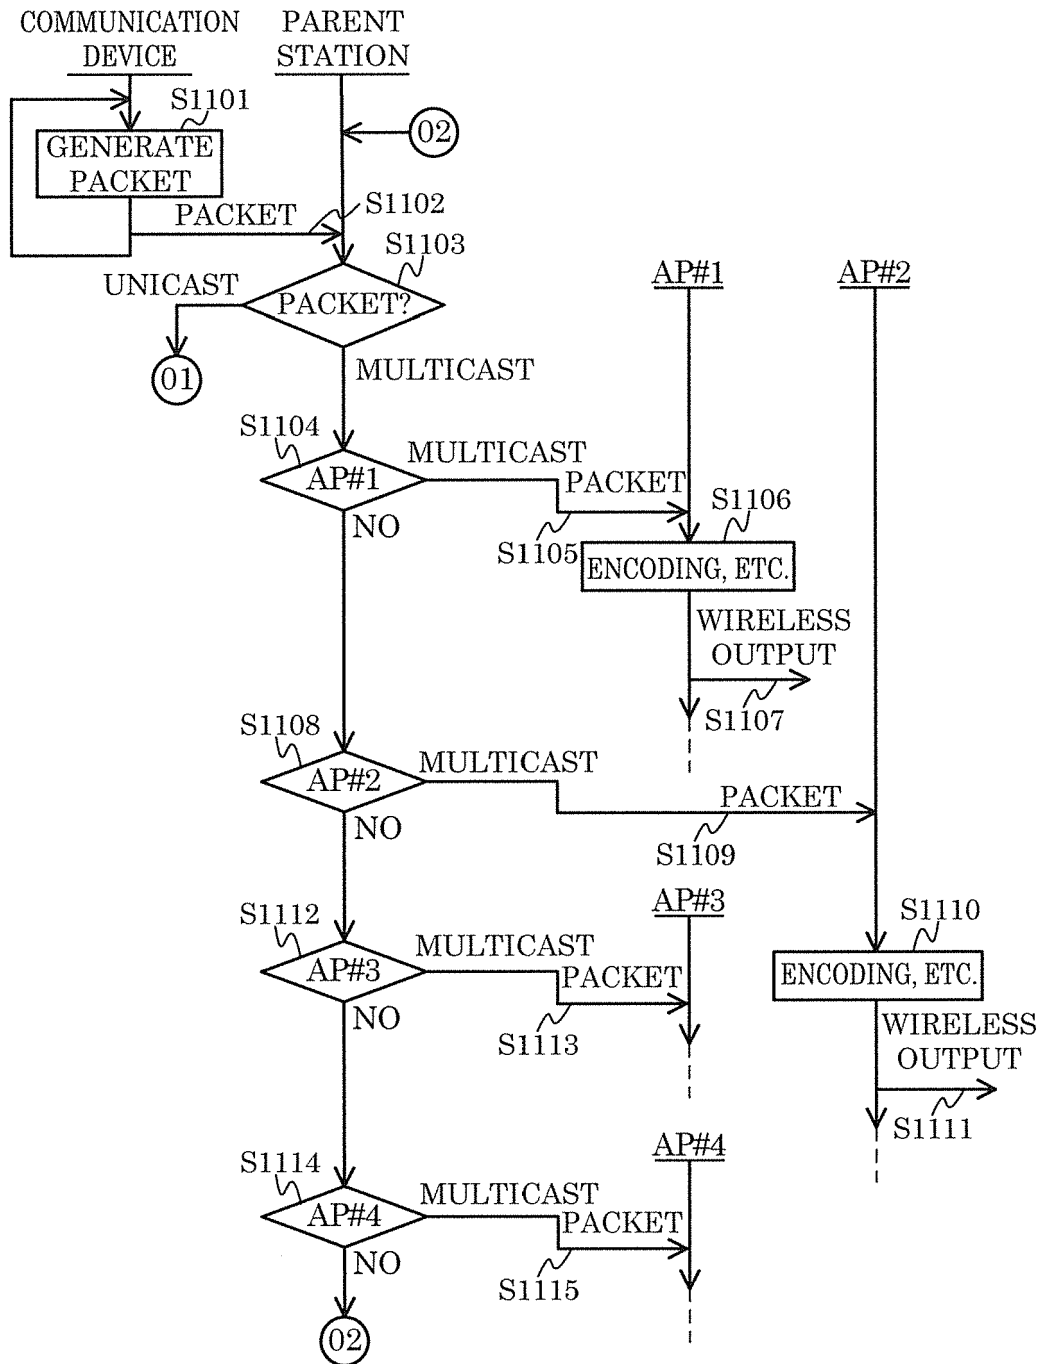 COMMUNICATION
DEVICE
PARENT
STATION
S1101
02
GENERATE
PACKET
PACKET
S1102
S1103
UNICAST
PACKET?
AP#1
AP#2
01
MULTICAST
S1104
AP#1
MULTICAST
PACKET
NO
S1105
S1106
ENCODING, ETC.
WIRELESS
OUTPUT
S1107
S1108
AP#2
MULTICAST
PACKET
NO
S1109
AP#3
S1110
S1112
AP#3
MULTICAST
PACKET
ENCODING, ETC.
NO
S1113
WIRELESS
OUTPUT
S1111
AP#4
S1114
AP#4
MULTICAST
PACKET
NO
S1115
02